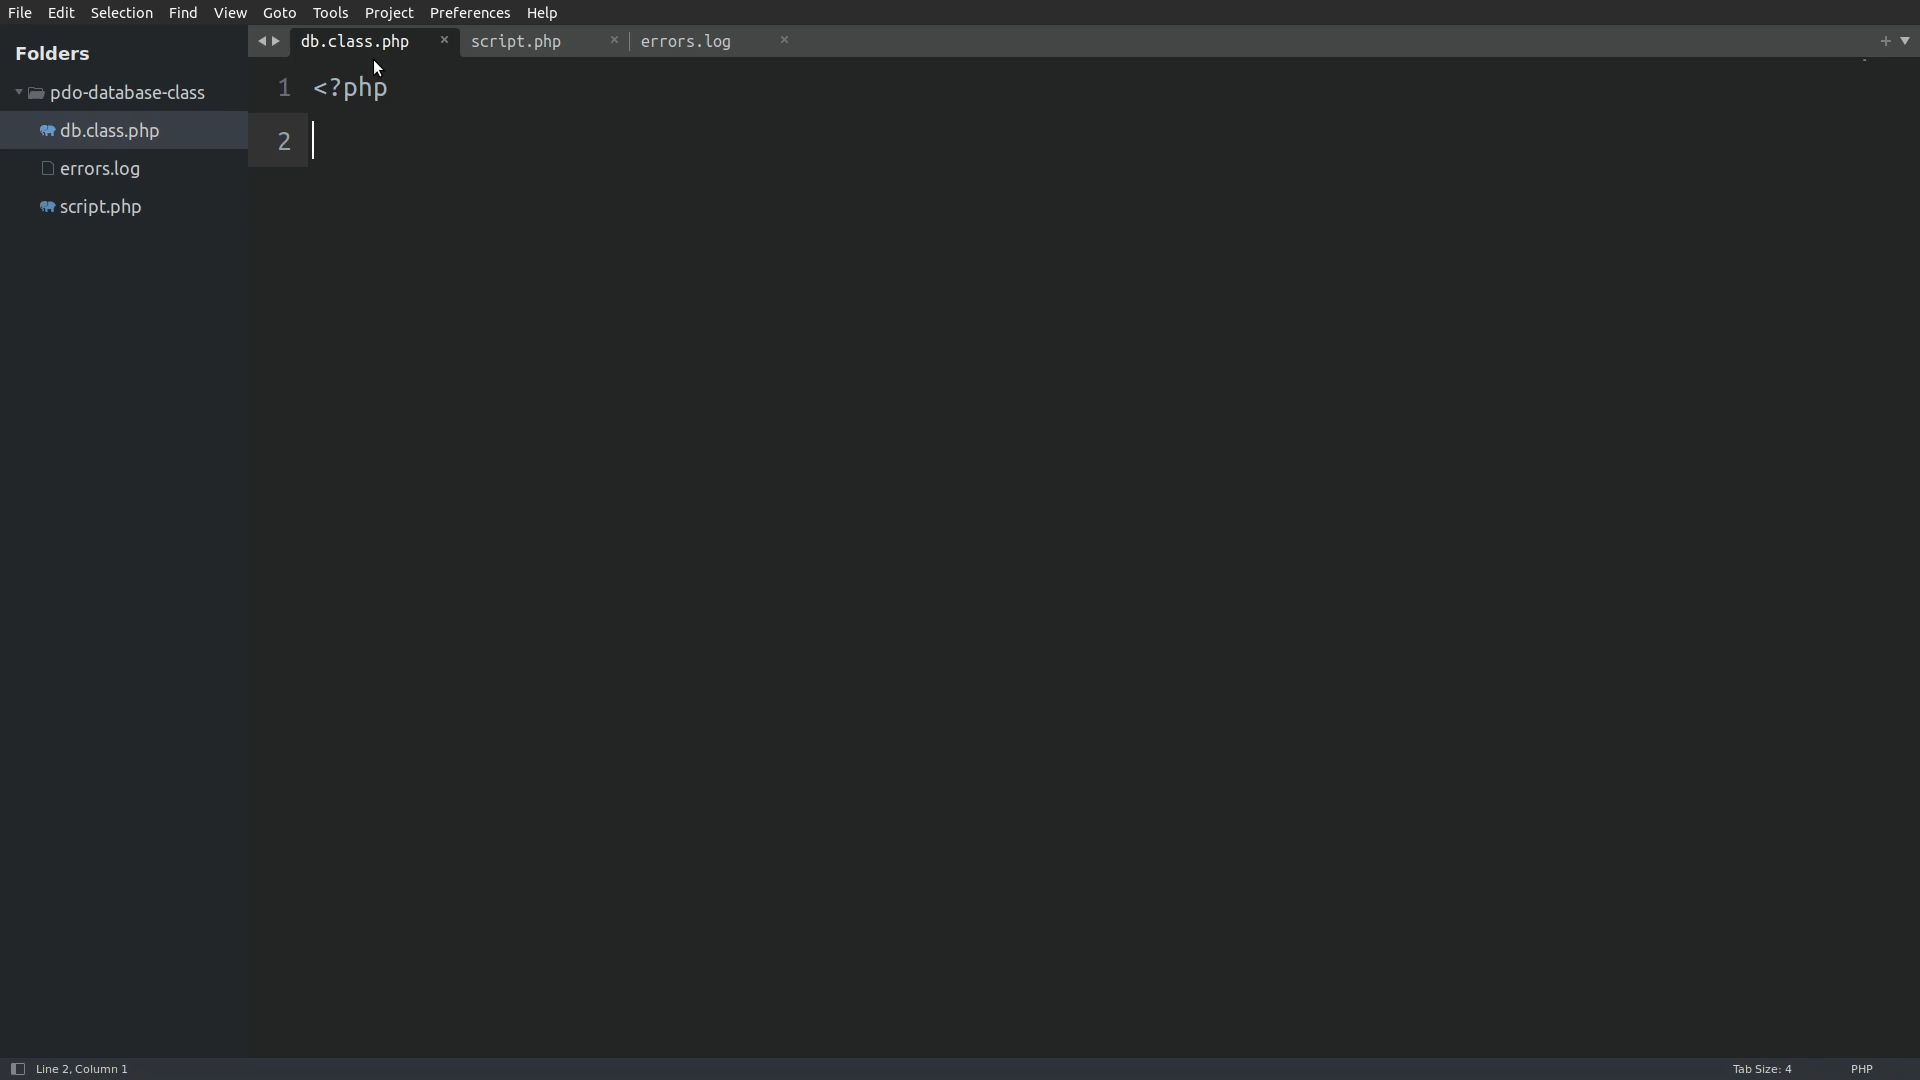 File Edit Selection Find View Goto Tools Project Preferences Help
Folders
pdo-database-class
db.class.php
errors.log
script.php
db.class.php × script.php × errors.log ×
1 <?php
2
Line 2, Column 1
Tab Size: 4 PHP